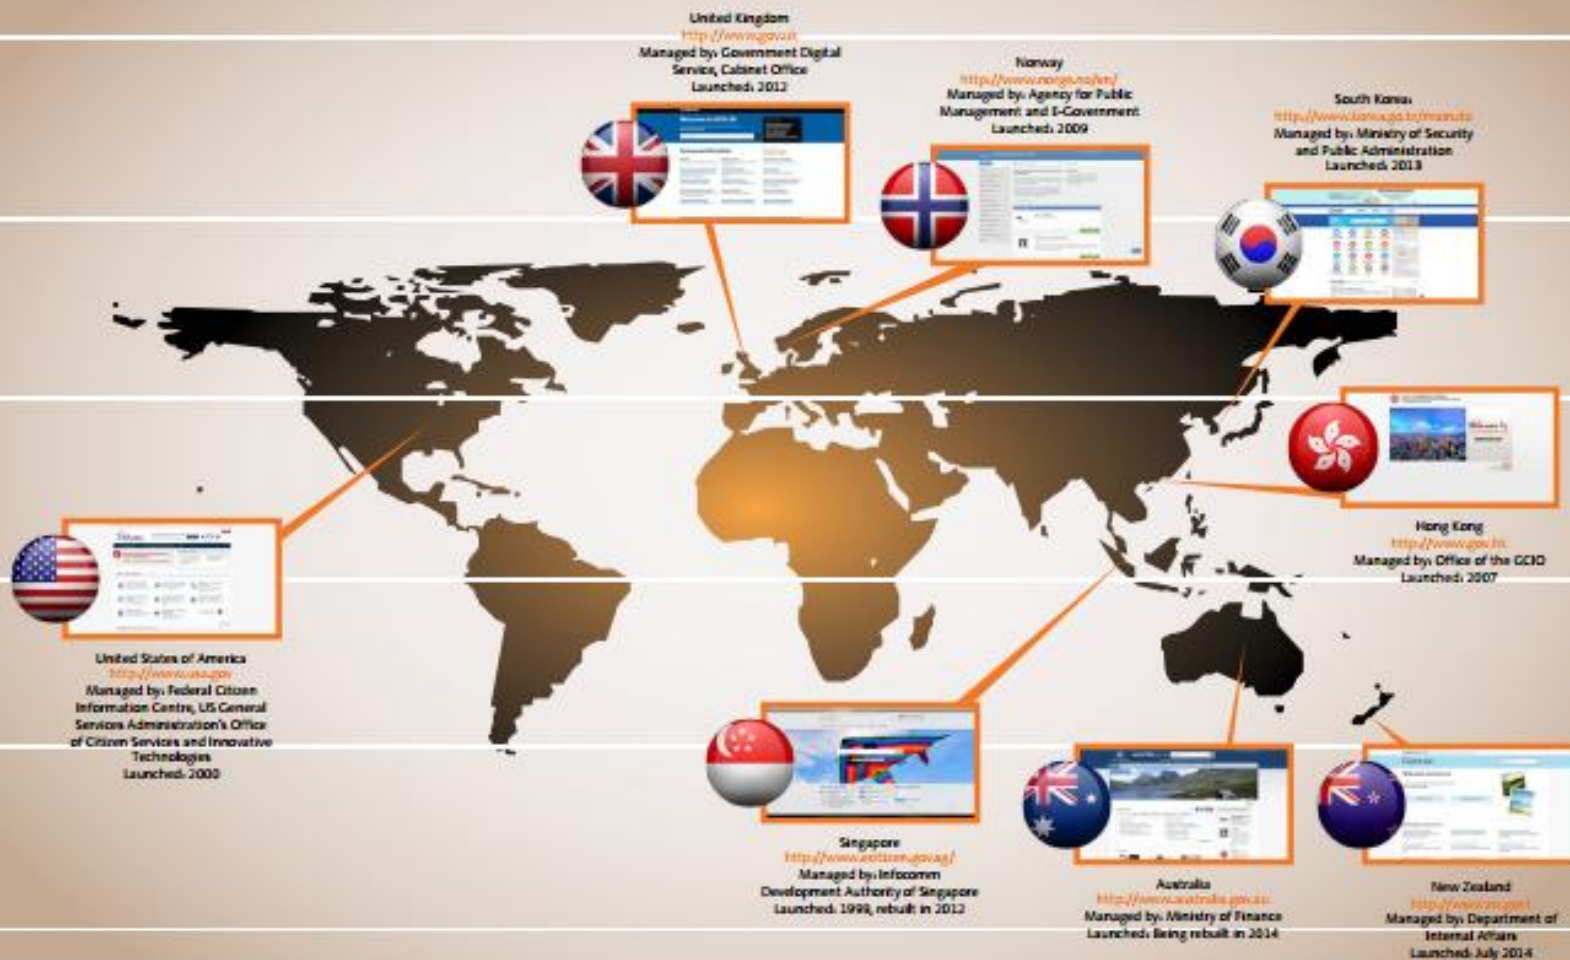 United Kingdom
http://www.gov.uk
Managed by: Government Digital
Service, Cabinet Office
Launched: 2012
Norway
http://www.norge.no/en/
Managed by: Agency for Public
Management and E-Government
Launched: 2009
South Korea:
Managed by: Ministry of Security
and Public Administration
Launched: 2013
Hong Kong
http://www.gov.hk
Managed by: Office of the GCIO
Launched: 2007
United States of America
http://www.usa.gov
Managed by: Federal Citizen
Information Centre, US General
Services Administration's Office
of Citizen Services and Innovative
Technologies
Launched: 2000
Singapore
http://www.ecitizen.gov.sg/
Managed by: Infocomm
Development Authority of Singapore
Launched: 1999, rebuilt in 2012
Australia
http://www.australia.gov.au
Managed by: Ministry of Finance
Launched: Being rebuilt in 2014
New Zealand
Managed by: Department of
Internal Affairs
Launched: July 2014